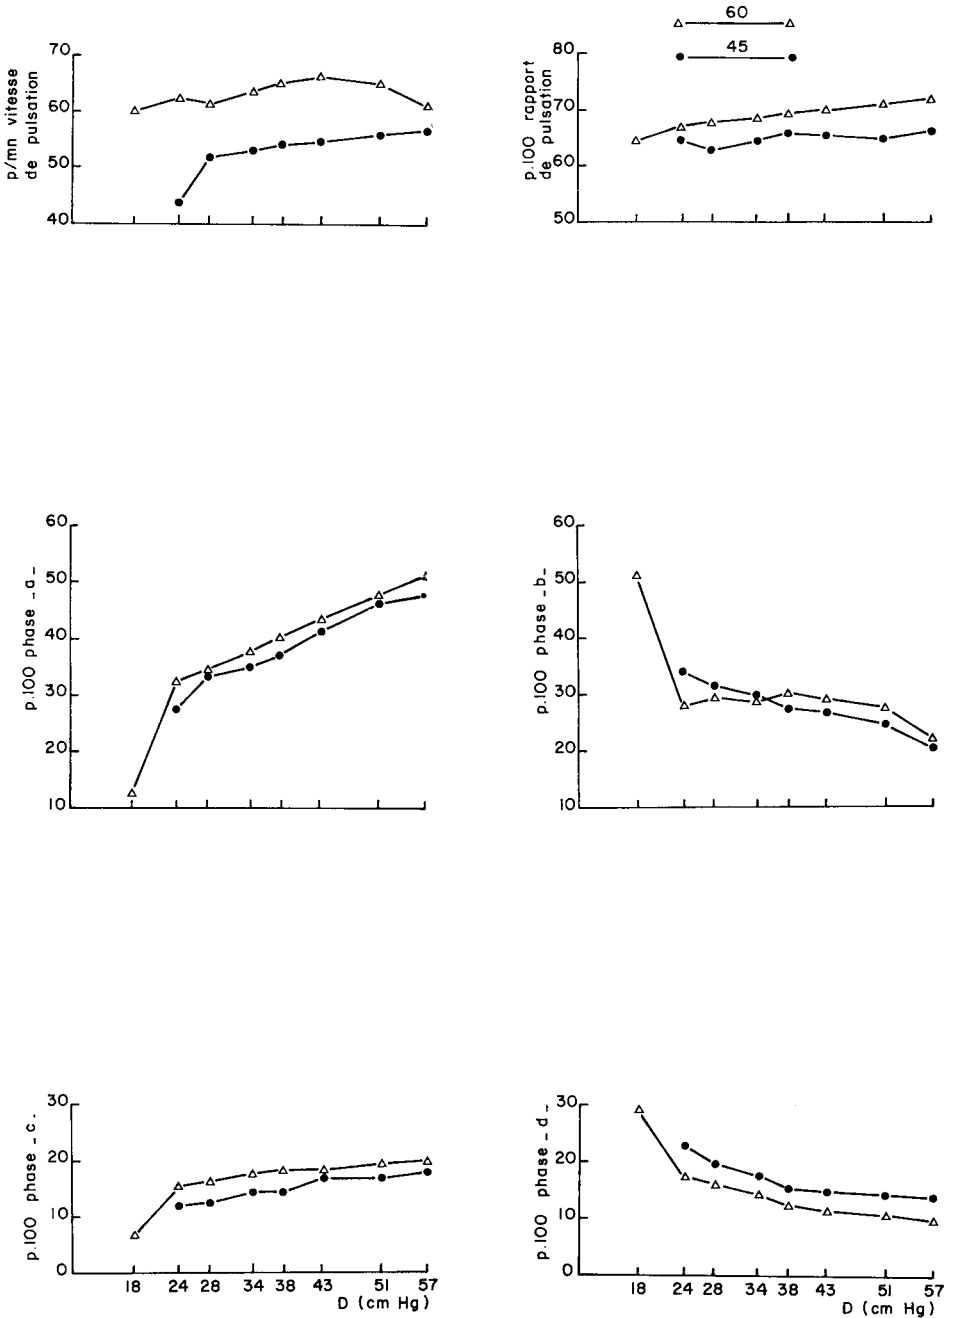 60
45
p/mn vitesse
de pulsation
70
60
50
40
p.100 rapport
de pulsation
80
70
60
50
p.100 phase _a_
60
50
40
30
20
10
p.100 phase _b_
60
50
40
30
20
10
p.100 phase _c_
30
20
10
0
18 24 28 34 38 43 51 57
D (cm Hg)
p.100 phase _d_
30
20
10
0
18 24 28 34 38 43 51 57
D (cm Hg)